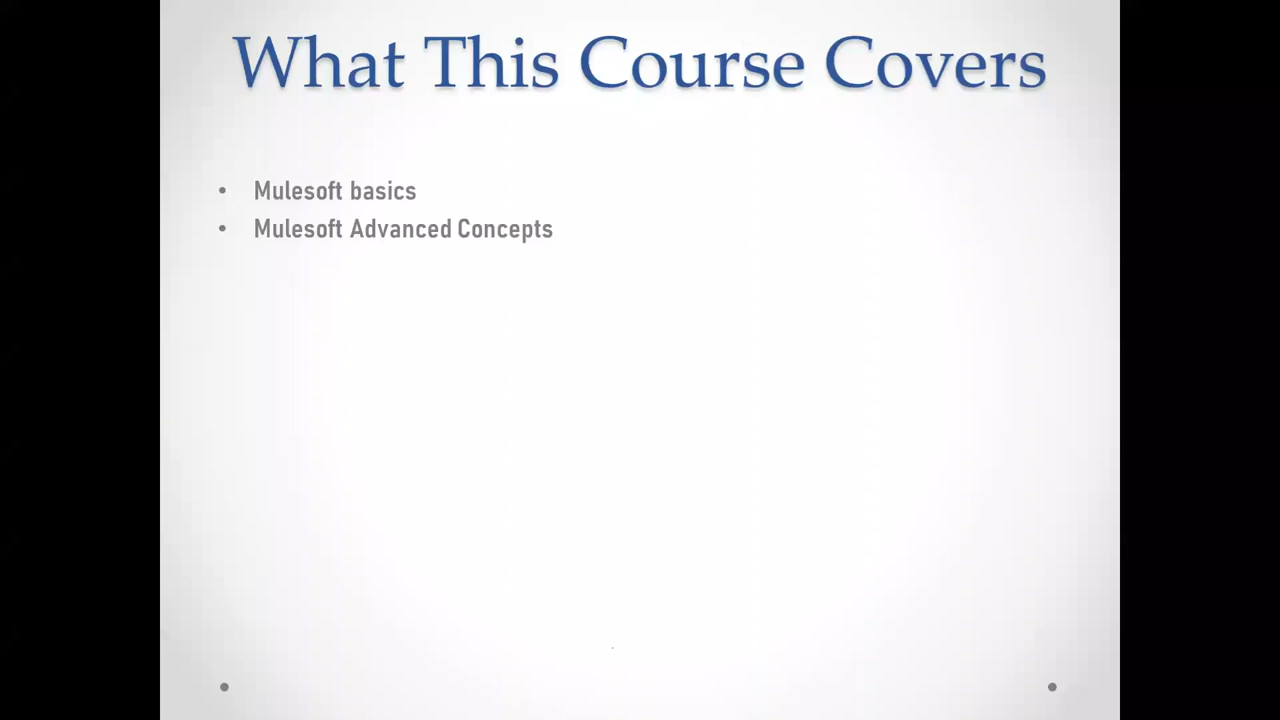 What This Course Covers
• Mulesoft basics
• Mulesoft Advanced Concepts